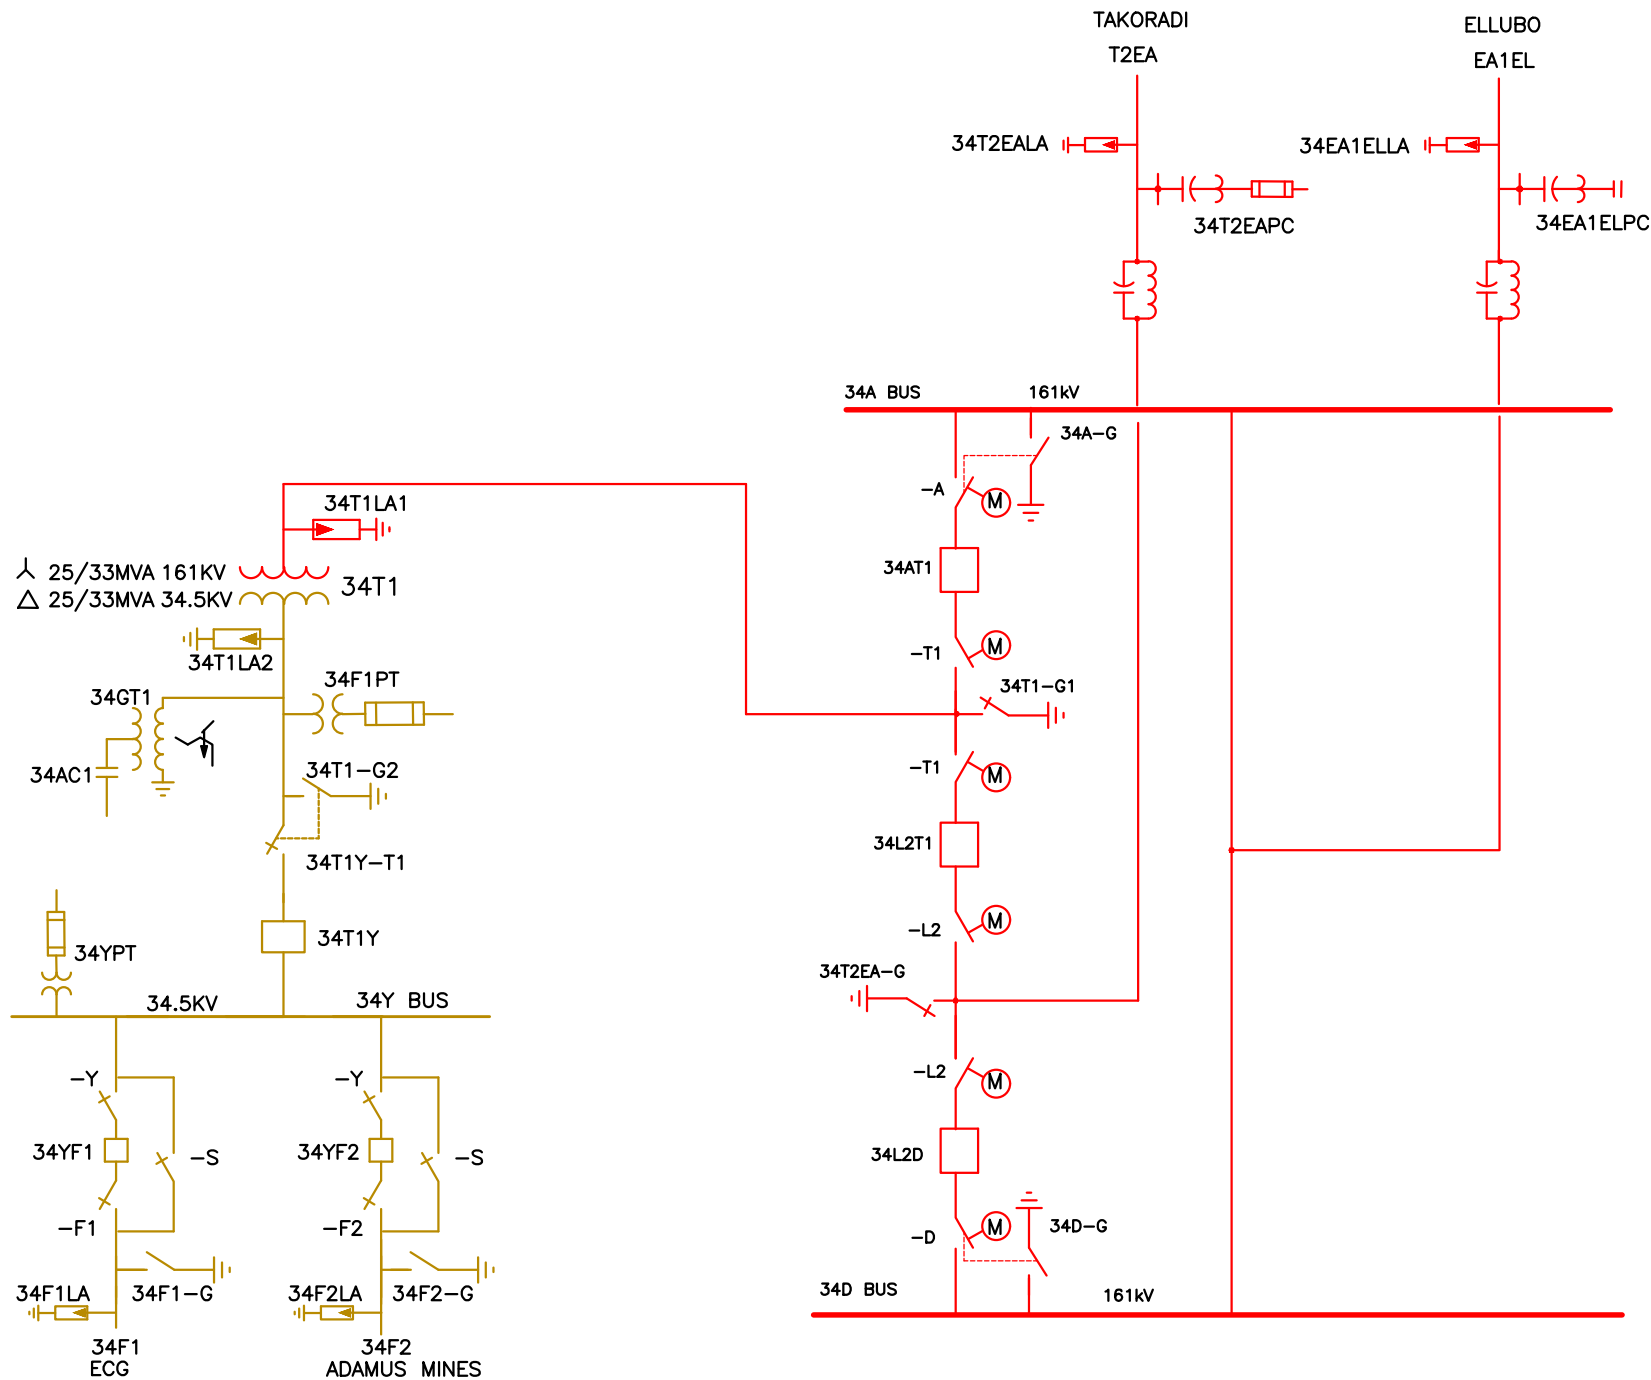 TAKORADI
T2EA
ELLUBO
EA1EL
34T2EALA
34EA1ELLA
34T2EAPC
34EA1ELPC
34A BUS
161kV
34A-G
-A
M
34AT1
-T1
M
34T1-G1
-T1
M
34L2T1
-L2
M
34T2EA-G
-L2
M
34L2D
-D
M
34D-G
34D BUS
161kV
34T1LA1
25/33MVA 161KV
25/33MVA 34.5KV
34T1
34T1LA2
34GT1
34F1PT
34AC1
34T1-G2
34T1Y-T1
34T1Y
34YPT
34.5KV
34Y BUS
-Y
34YF1
-S
-F1
34F1LA
34F1-G
34F1
ECG
-Y
34YF2
-S
-F2
34F2LA
34F2-G
34F2
ADAMUS MINES